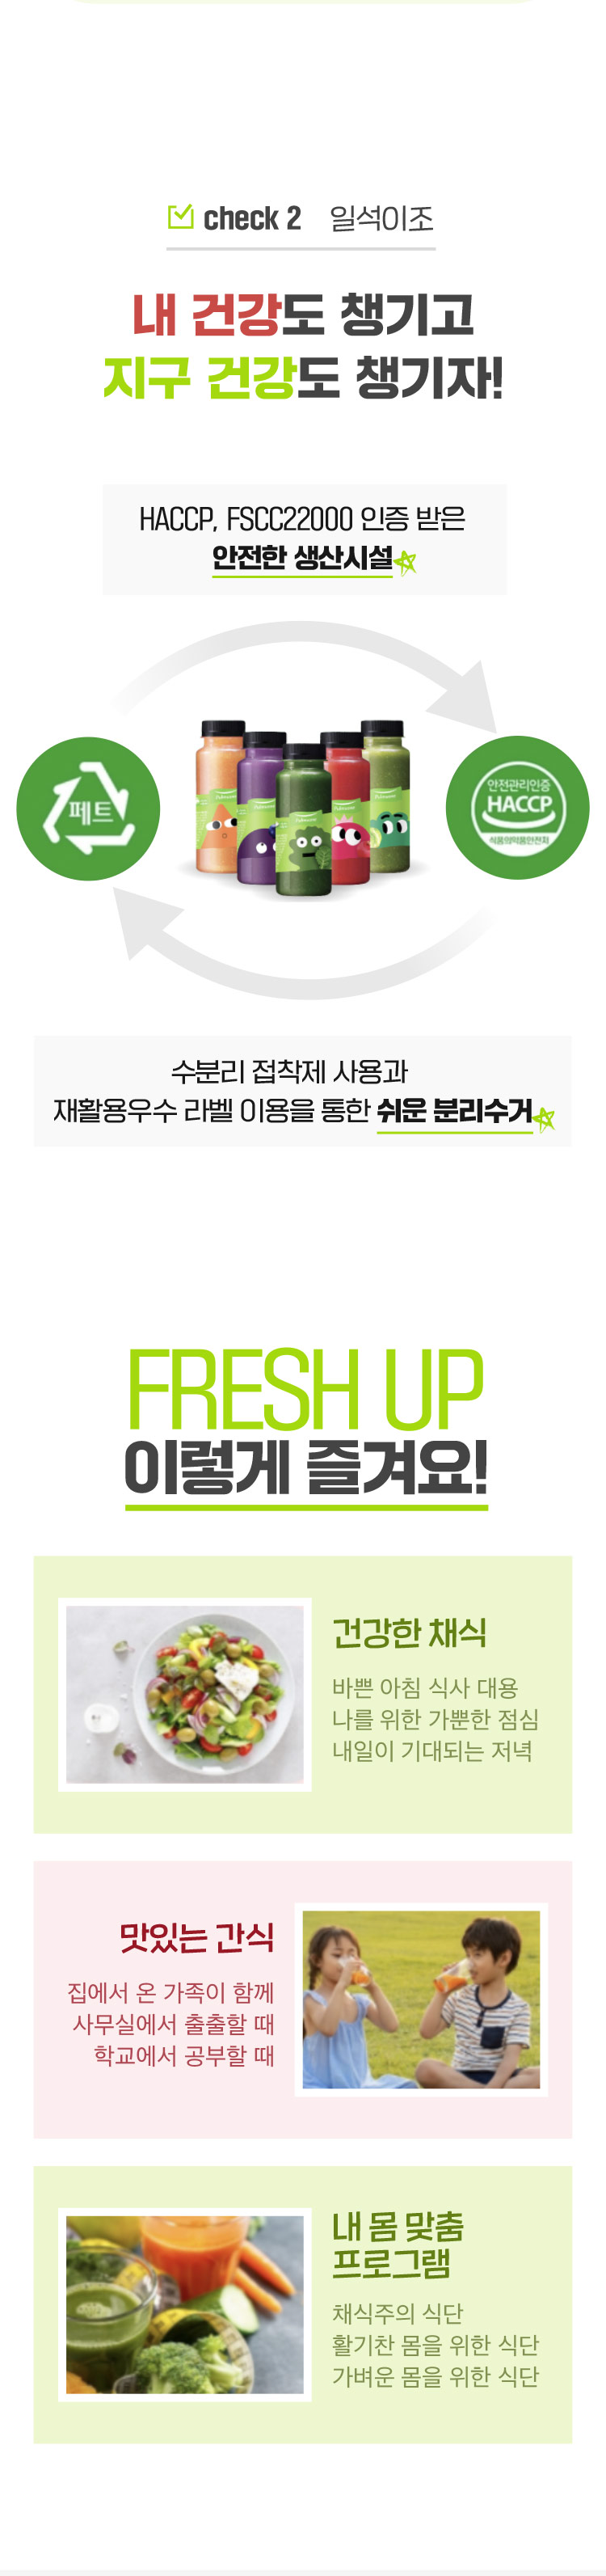 check 2 일석이조
내 건강도 챙기고
지구 건강도 챙기자!
HACCP, FSCC22000 인증 받은
안전한 생산시설
페트
안전관리인증
HACCP
식품의약품안전처
수분리 접착제 사용과
재활용우수 라벨 이용을 통한 쉬운 분리수거
FRESH UP
이렇게 즐겨요!
건강한 채식
바쁜 아침 식사 대용
나를 위한 가뿐한 점심
내일이 기대되는 저녁
맛있는 간식
집에서 온 가족이 함께
사무실에서 출출할 때
학교에서 공부할 때
내 몸 맞춤
프로그램
채식주의 식단
활기찬 몸을 위한 식단
가벼운 몸을 위한 식단